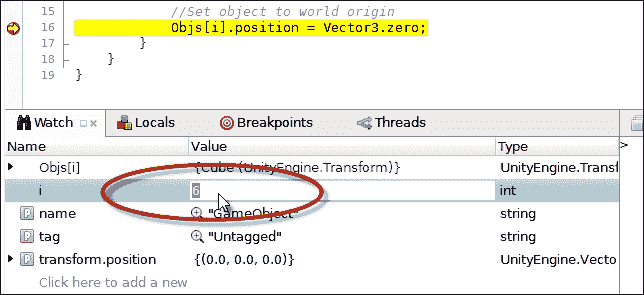 15 //Set object to world origin
16 Objs[i].position = Vector3.zero;
17 }
18 }
19 }
Watch Locals Breakpoints Threads
Name Value Type
Objs[i] {Cube (UnityEngine.Transform)} UnityEngine.Transf
i 6 int
name "GameObject" string
tag "Untagged" string
transform.position {(0.0, 0.0, 0.0)} UnityEngine.Vector
Click here to add a new